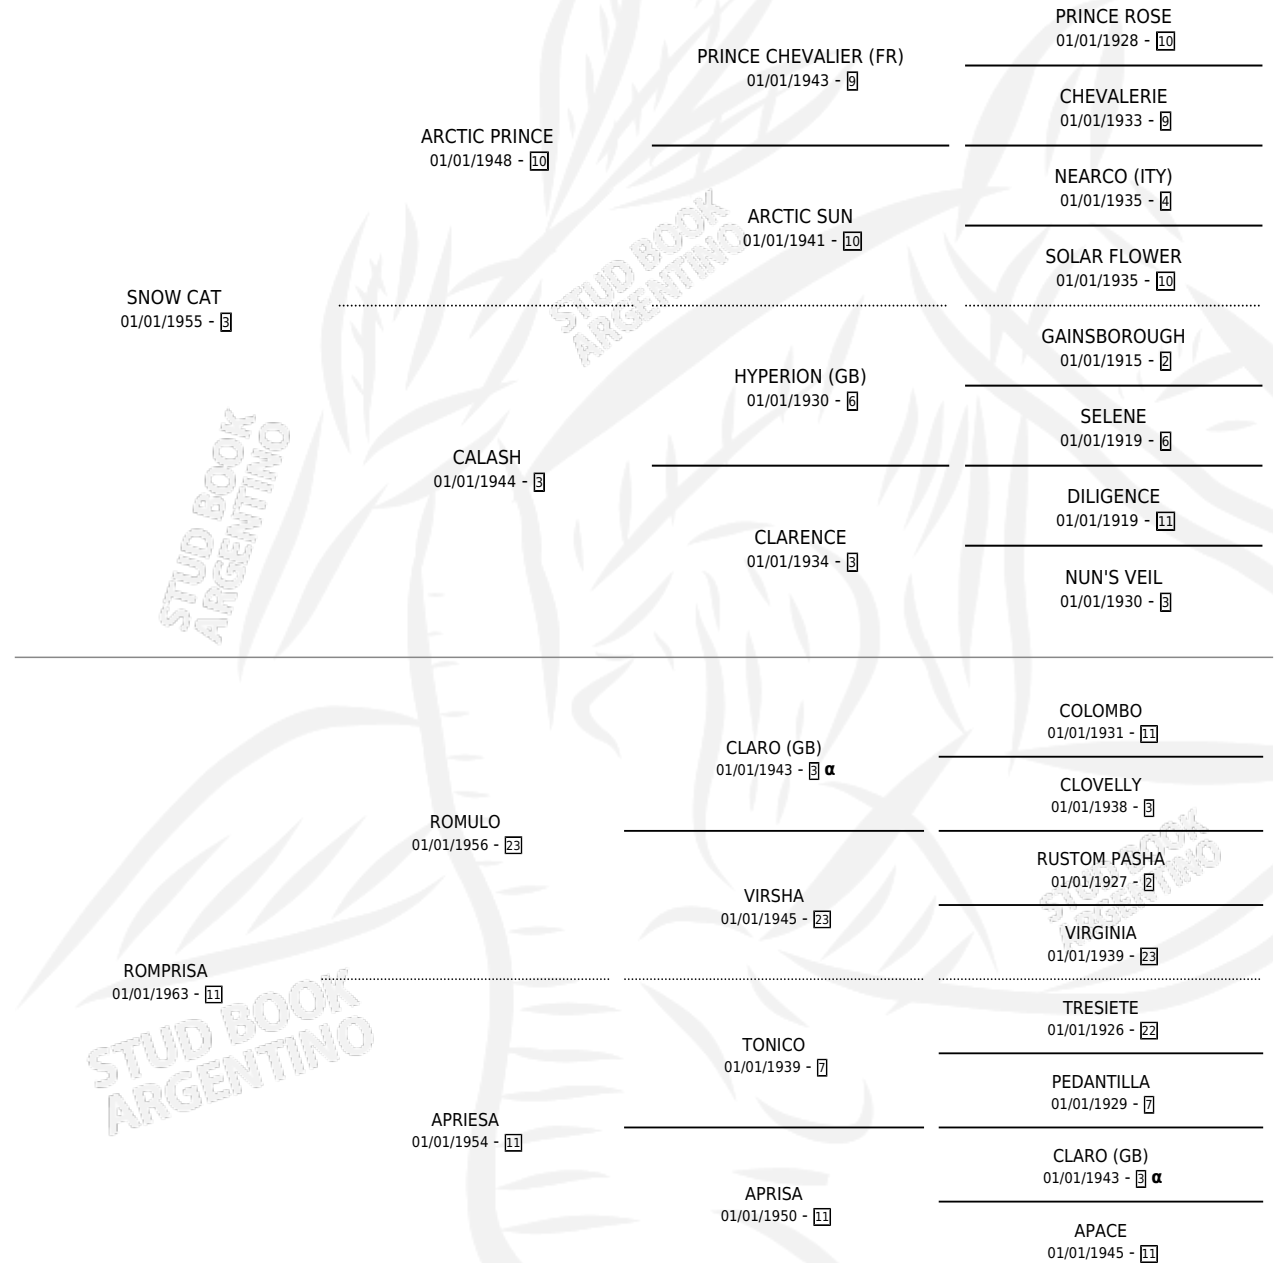 PRINCE ROSE
01/01/1928 - 10
PRINCE CHEVALIER (FR)
01/01/1943 - 9
CHEVALERIE
01/01/1933 - 9
ARCTIC PRINCE
01/01/1948 - 10
NEARCO (ITY)
01/01/1935 - 4
ARCTIC SUN
01/01/1941 - 10
SOLAR FLOWER
01/01/1935 - 10
SNOW CAT
01/01/1955 - 3
STUD BOOK
ARGENTINO
GAINSBOROUGH
01/01/1915 - 2
HYPERION (GB)
01/01/1930 - 6
SELENE
01/01/1919 - 6
CALASH
01/01/1944 - 3
DILIGENCE
01/01/1919 - 11
CLARENCE
01/01/1934 - 3
NUN'S VEIL
01/01/1930 - 3
STUD BOOK
ARGENTINO
COLOMBO
01/01/1931 - 11
CLARO (GB)
01/01/1943 - 3 α
CLOVELLY
01/01/1938 - 3
ROMULO
01/01/1956 - 23
RUSTOM PASHA
01/01/1927 - 2
VIRSHA
01/01/1945 - 23
VIRGINIA
01/01/1939 - 23
STUD BOOK
ARGENTINO
ROMPRISA
01/01/1963 - 11
STUD BOOK
ARGENTINO
TRESIETE
01/01/1926 - 22
TONICO
01/01/1939 - 7
PEDANTILLA
01/01/1929 - 7
APRIESA
01/01/1954 - 11
CLARO (GB)
01/01/1943 - 3 α
APRISA
01/01/1950 - 11
APACE
01/01/1945 - 11